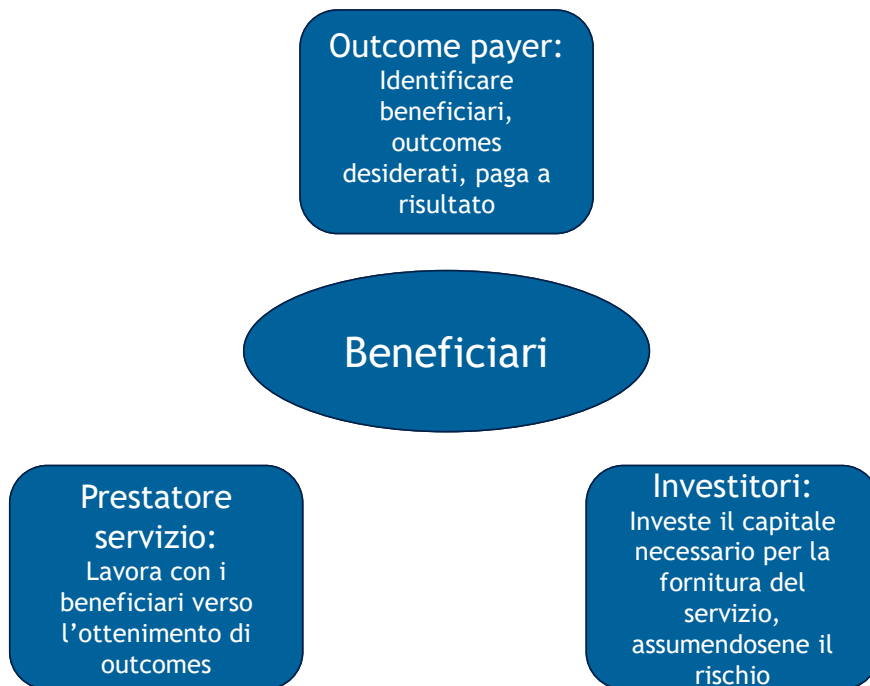 Outcome payer:
Identificare
beneficiari,
outcomes
desiderati, paga a
risultato
Beneficiari
Prestatore
servizio:
Lavora con i
beneficiari verso
l’ottenimento di
outcomes
Investitori:
Investe il capitale
necessario per la
fornitura del
servizio,
assumendosene il
rischio